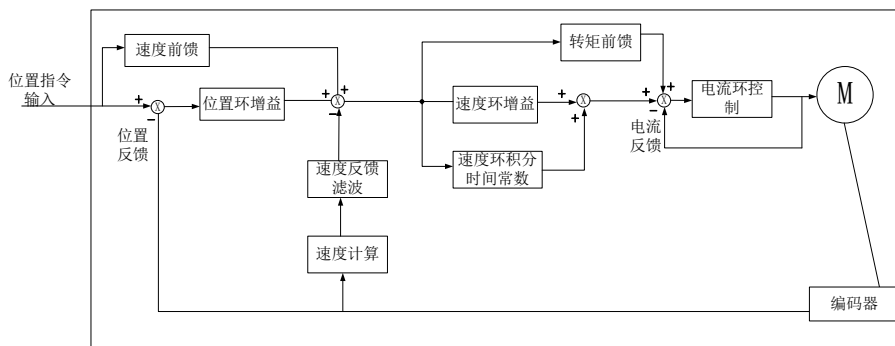 速度前馈
转矩前馈
位置指令
输入
+
−
X
位置环增益
+
+
−
X
速度环增益
+
+
X
+
+
−
X
电流环控
制
M
位置
反馈
电流
反馈
速度反馈
滤波
速度环积分
时间常数
速度计算
编码器